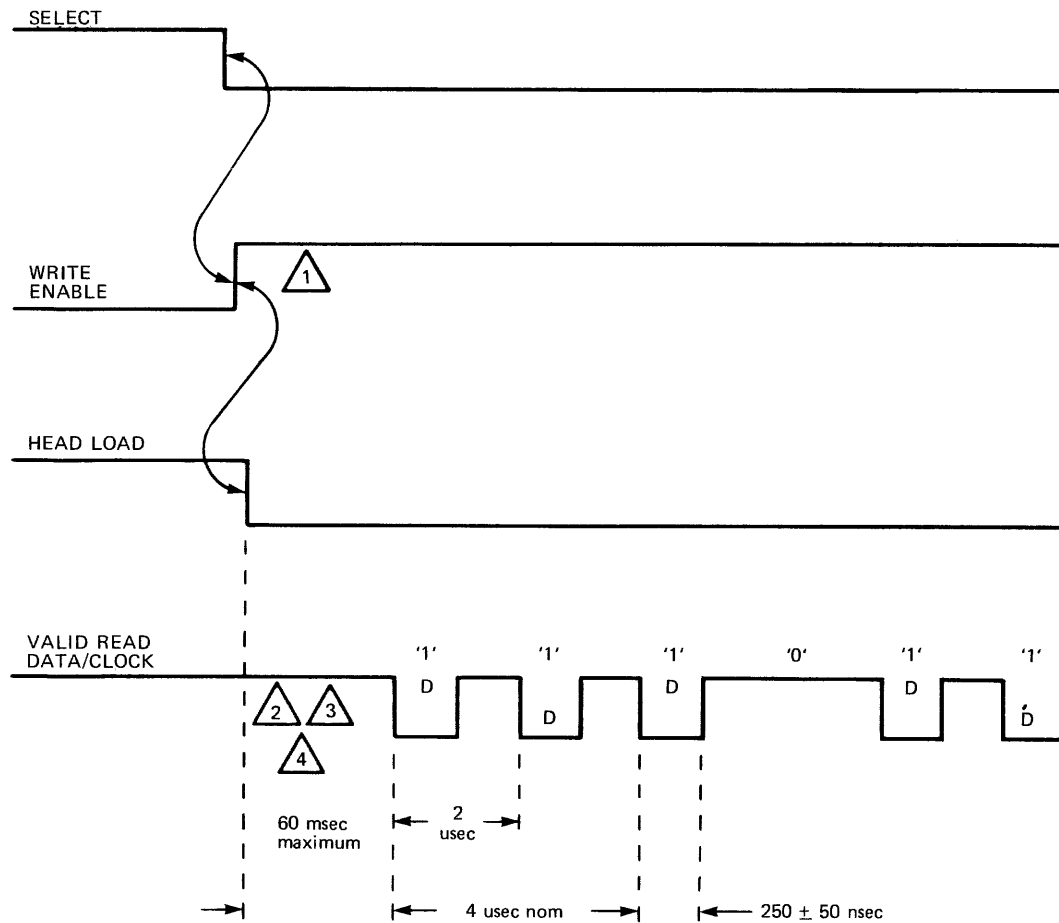 SELECT
WRITE
ENABLE
1
HEAD LOAD
VALID READ
DATA/CLOCK
'1' '1' '1' '0' '1' '1'
D D D D D
2 3
4
60 msec
maximum
2
usec
4 usec nom
250 ± 50 nsec